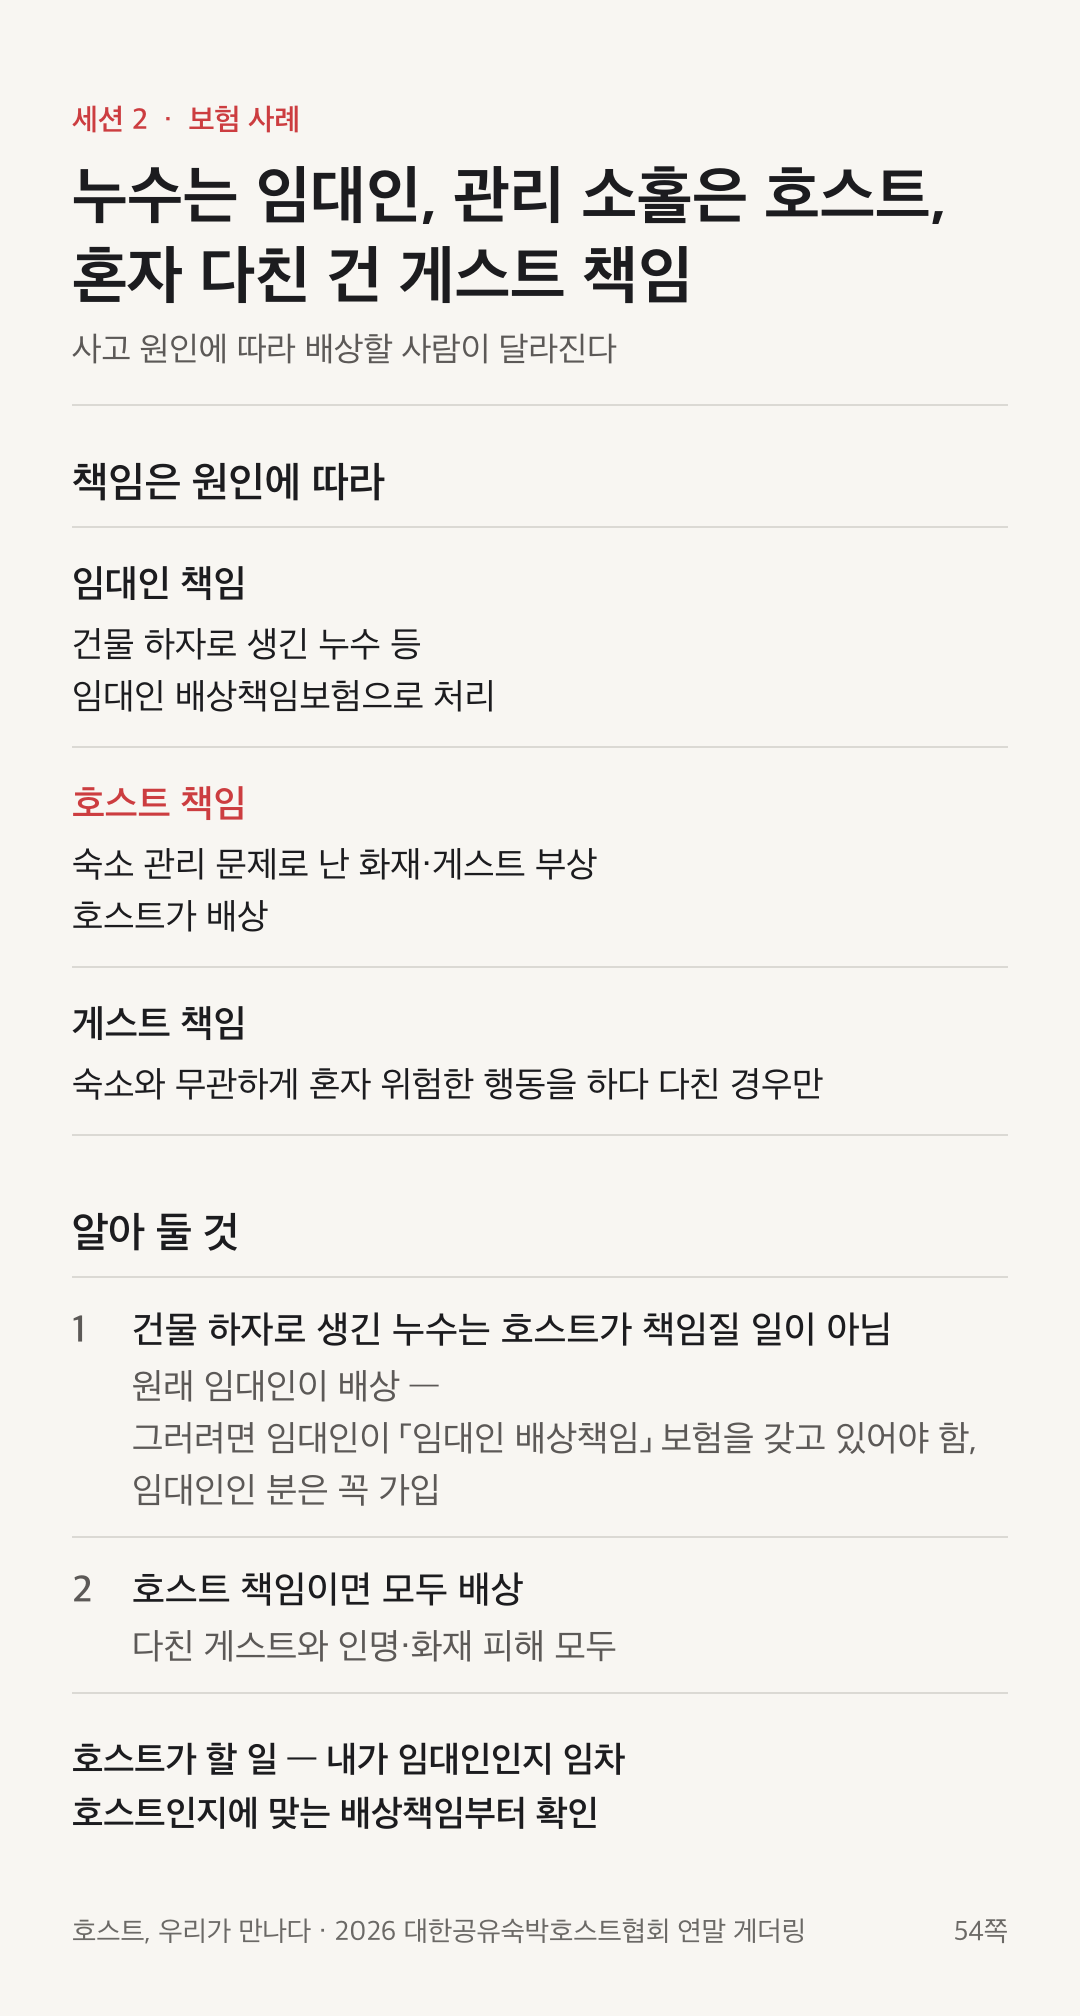 세션 2 · 보험 사례
누수는 임대인, 관리 소홀은 호스트,
혼자 다친 건 게스트 책임
사고 원인에 따라 배상할 사람이 달라진다
책임은 원인에 따라
임대인 책임
건물 하자로 생긴 누수 등
임대인 배상책임보험으로 처리
호스트 책임
숙소 관리 문제로 난 화재·게스트 부상
호스트가 배상
게스트 책임
숙소와 무관하게 혼자 위험한 행동을 하다 다친 경우만
알아 둘 것
1 건물 하자로 생긴 누수는 호스트가 책임질 일이 아님
원래 임대인이 배상 —
그러려면 임대인이 「임대인 배상책임」 보험을 갖고 있어야 함,
임대인인 분은 꼭 가입
2 호스트 책임이면 모두 배상
다친 게스트와 인명·화재 피해 모두
호스트가 할 일 — 내가 임대인인지 임차
호스트인지에 맞는 배상책임부터 확인
호스트, 우리가 만나다 · 2026 대한공유숙박호스트협회 연말 게더링 54쪽